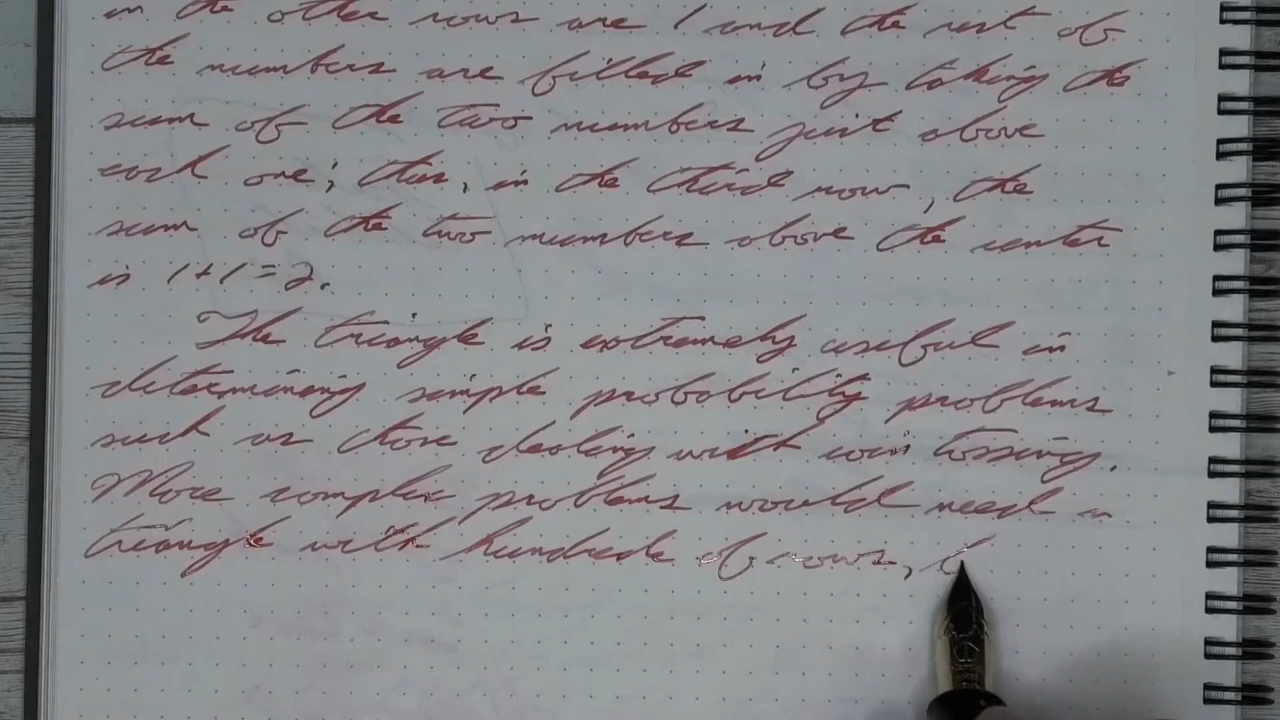 in the other rows are 1 and the rest of
the numbers are filled in by taking the
sum of the two numbers just above
each one; thus, in the third row, the
sum of the two numbers above the center
is 1+1=2.
The triangle is extremely useful in
determining simple probability problems
such as those dealing with coin tossing.
More complex problems would need a
triangle with hundreds of rows, b